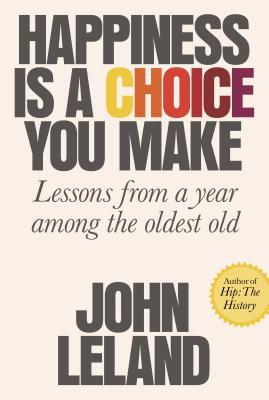 HAPPINESS
IS A CHOICE
YOU MAKE
Lessons from a year
among the oldest old
Author of
Hip: The
History
JOHN
LELAND